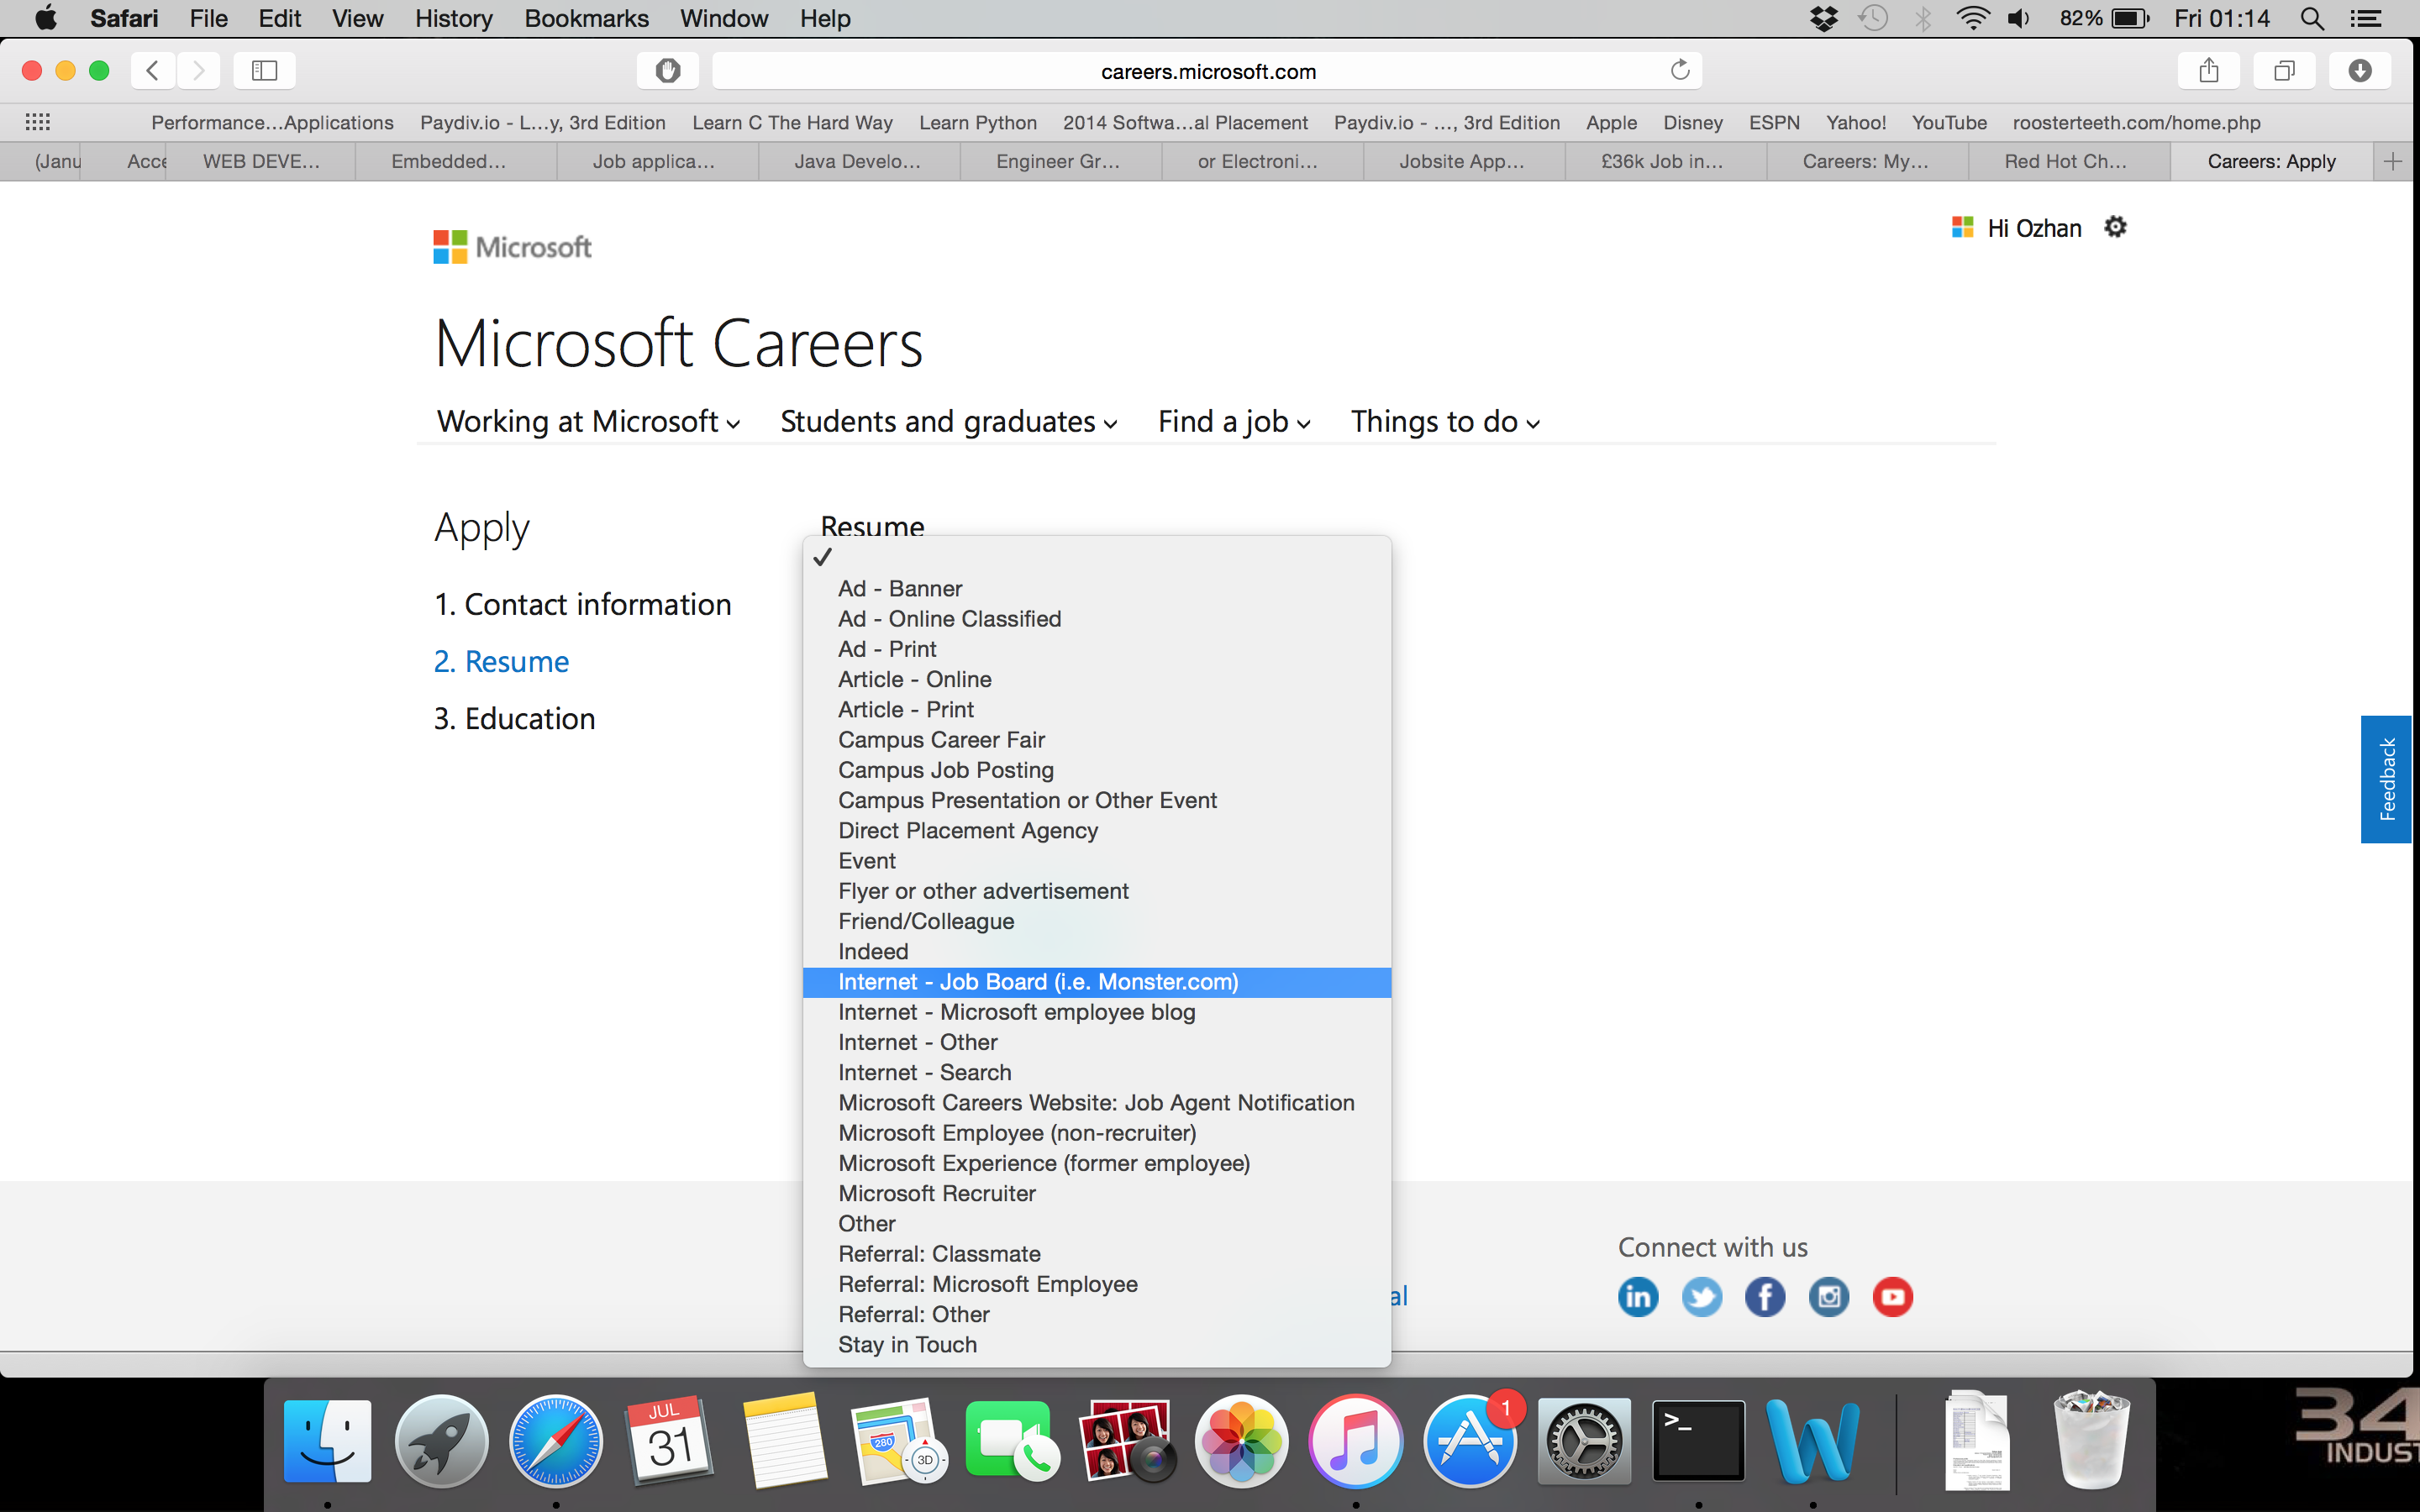 Safari File Edit View History Bookmarks Window Help 82% Fri 01:14
careers.microsoft.com
Performance...Applications Paydiv.io - L...y, 3rd Edition Learn C The Hard Way Learn Python 2014 Softwa...al Placement Paydiv.io - ..., 3rd Edition Apple Disney ESPN Yahoo! YouTube roosterteeth.com/home.php
(Janu Acce WEB DEVE... Embedded... Job applica... Java Develo... Engineer Gr... or Electroni... Jobsite App... £36k Job in... Careers: My... Red Hot Ch... Careers: Apply
Microsoft
Hi Ozhan
Microsoft Careers
Working at Microsoft Students and graduates Find a job Things to do
Apply
1. Contact information
2. Resume
3. Education
Resume
Ad - Banner
Ad - Online Classified
Ad - Print
Article - Online
Article - Print
Campus Career Fair
Campus Job Posting
Campus Presentation or Other Event
Direct Placement Agency
Event
Flyer or other advertisement
Friend/Colleague
Indeed
Internet - Job Board (i.e. Monster.com)
Internet - Microsoft employee blog
Internet - Other
Internet - Search
Microsoft Careers Website: Job Agent Notification
Microsoft Employee (non-recruiter)
Microsoft Experience (former employee)
Microsoft Recruiter
Other
Referral: Classmate
Referral: Microsoft Employee
Referral: Other
Stay in Touch
Feedback
al
Connect with us
JUL
31
280
3D
1
34
INDUST